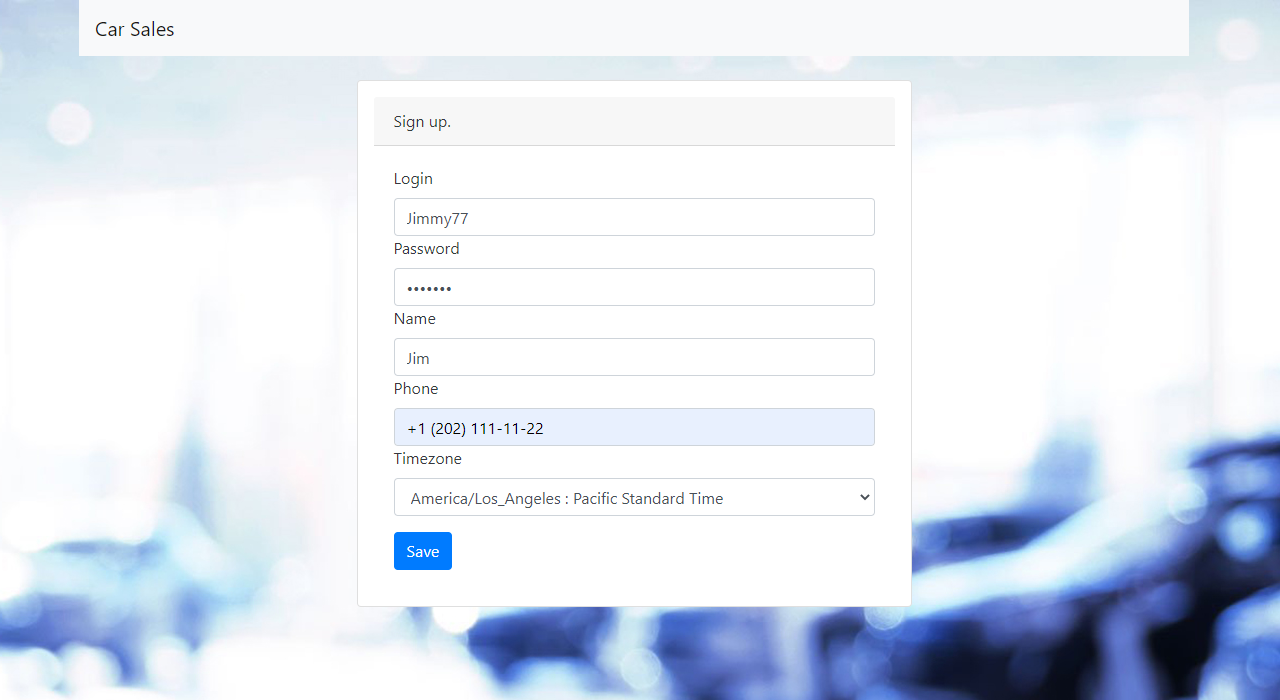 Car Sales
Sign up.
Login
Jimmy77
Password
•••••••
Name
Jim
Phone
+1 (202) 111-11-22
Timezone
America/Los_Angeles : Pacific Standard Time
Save